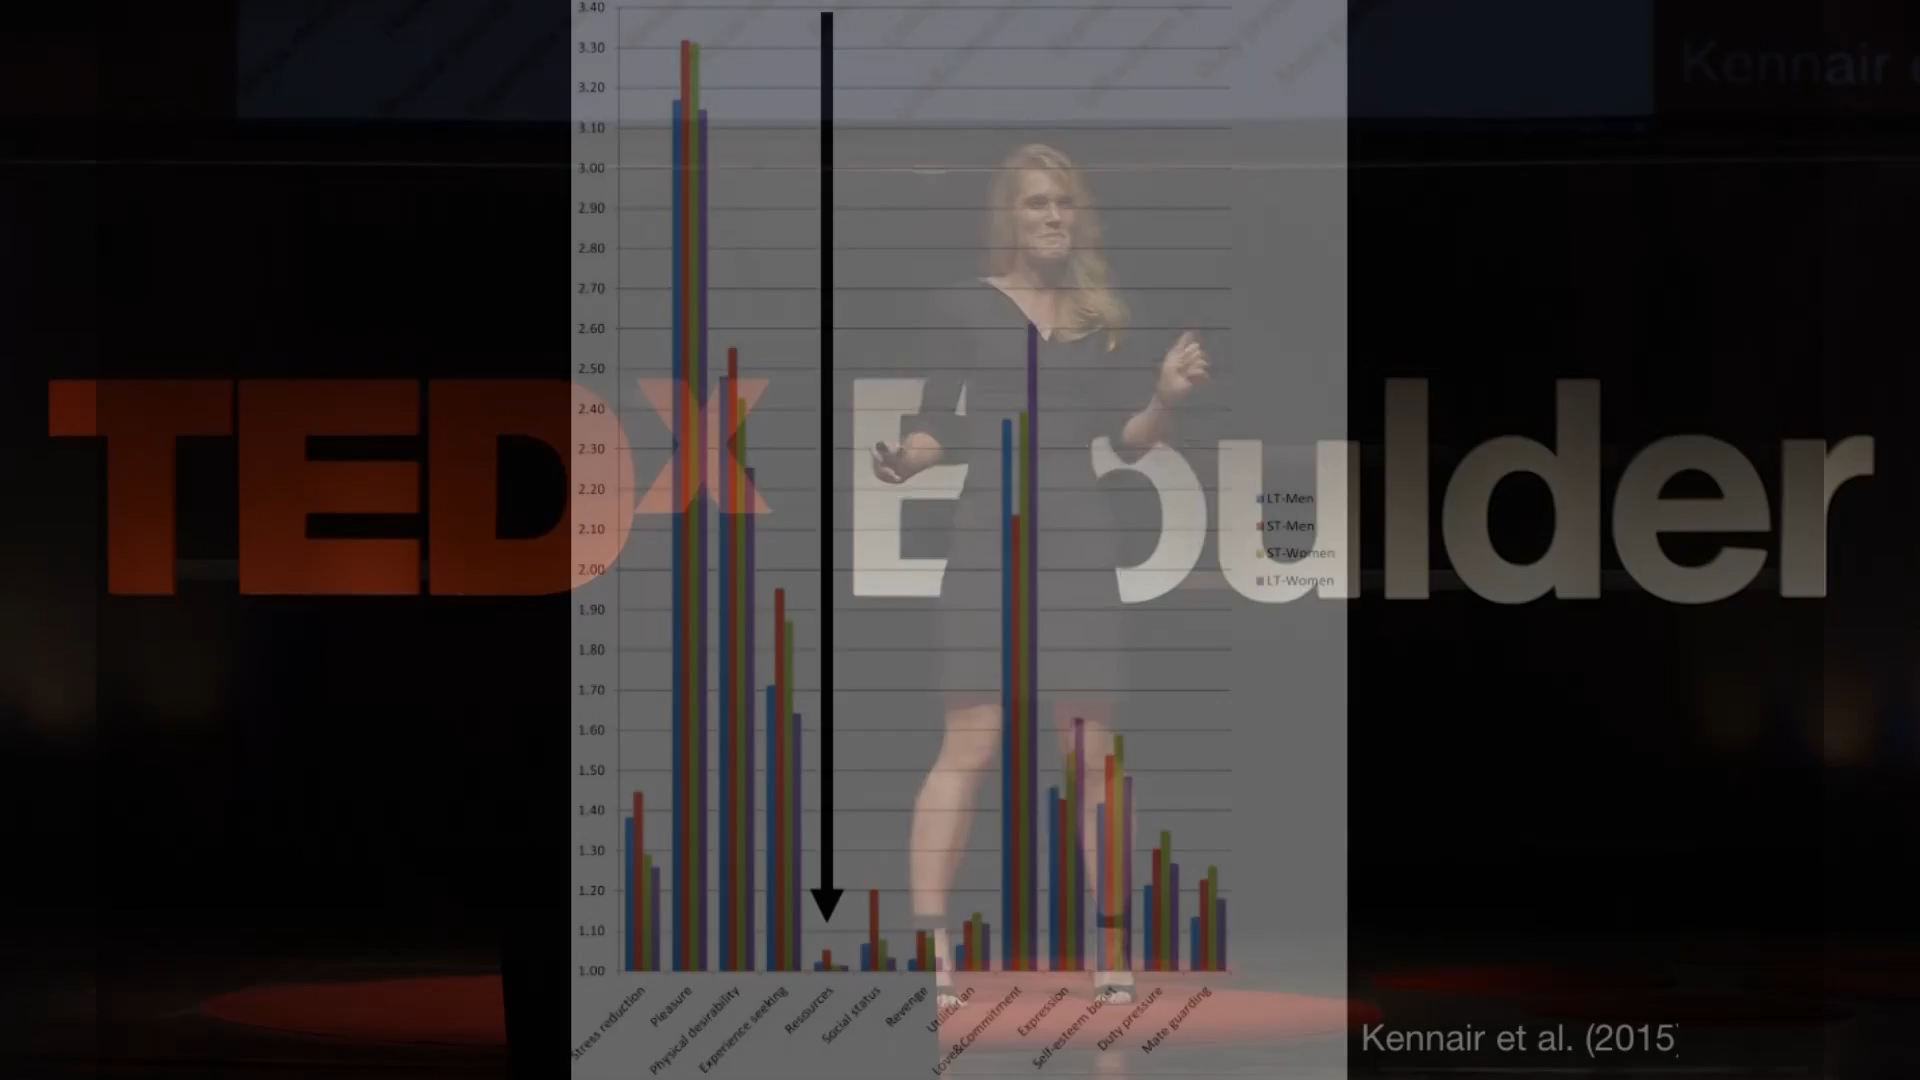 Kennair e
3.40
3.30
3.20
3.10
3.00
2.90
2.80
2.70
2.60
2.50
2.40
2.30
2.20
2.10
2.00
1.90
1.80
1.70
1.60
1.50
1.40
1.30
1.20
1.10
1.00
TEDx Boulder
LT-Men
ST-Men
ST-Women
LT-Women
Stress reduction
Pleasure
Physical desirability
Experience seeking
Resources
Social status
Revenge
Utilitarian
Love&Commitment
Expression
Self-esteem boost
Duty pressure
Mate guarding
Kennair et al. (2015)